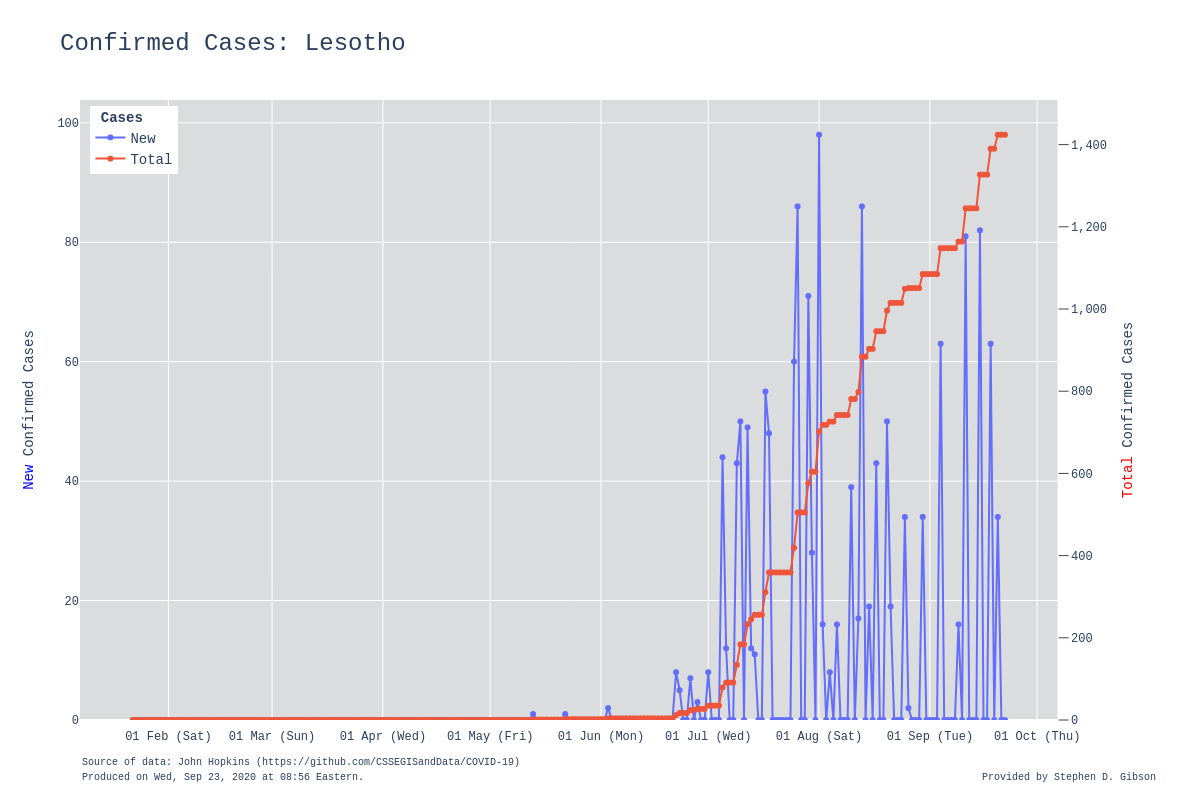 Confirmed Cases: Lesotho
Cases
New
Total
100
80
60
40
20
0
New Confirmed Cases
1,400
1,200
1,000
800
600
400
200
0
Total Confirmed Cases
01 Feb (Sat) 01 Mar (Sun) 01 Apr (Wed) 01 May (Fri) 01 Jun (Mon) 01 Jul (Wed) 01 Aug (Sat) 01 Sep (Tue) 01 Oct (Thu)
Source of data: John Hopkins (https://github.com/CSSEGISandData/COVID-19)
Produced on Wed, Sep 23, 2020 at 08:56 Eastern.
Provided by Stephen D. Gibson